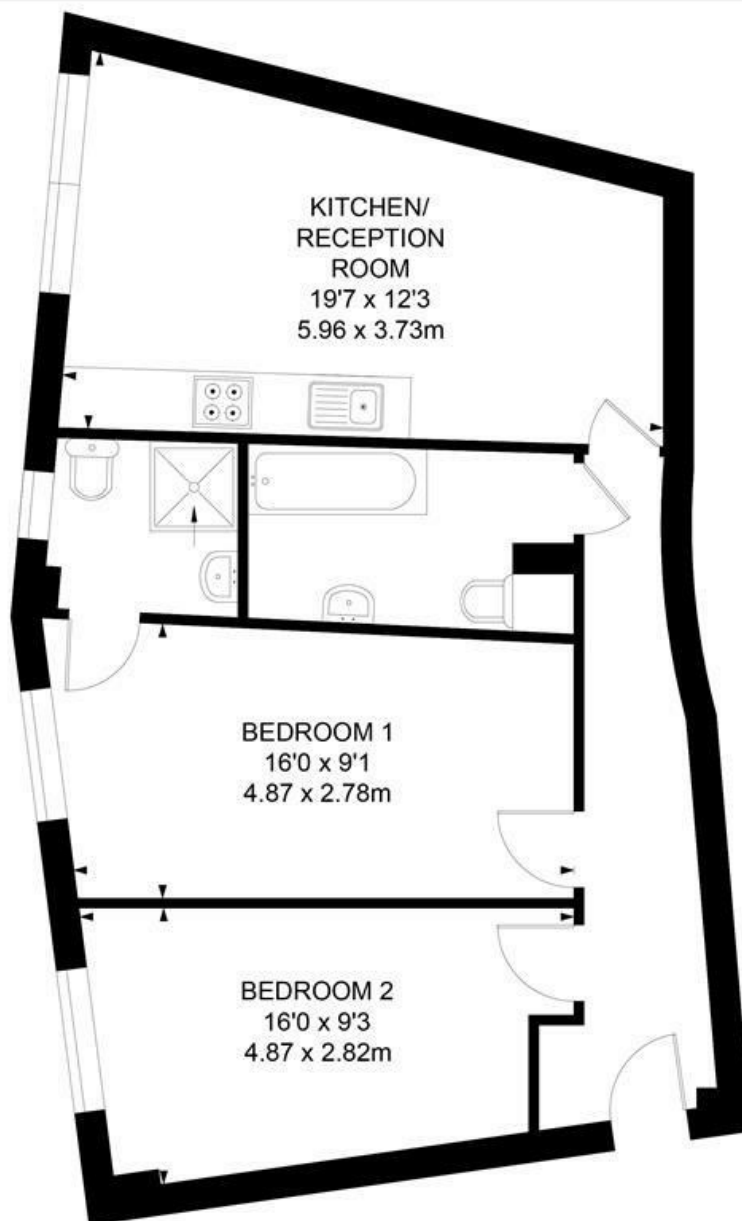 KITCHEN/
RECEPTION
ROOM
19'7 x 12'3
5.96 x 3.73m
BEDROOM 1
16'0 x 9'1
4.87 x 2.78m
BEDROOM 2
16'0 x 9'3
4.87 x 2.82m